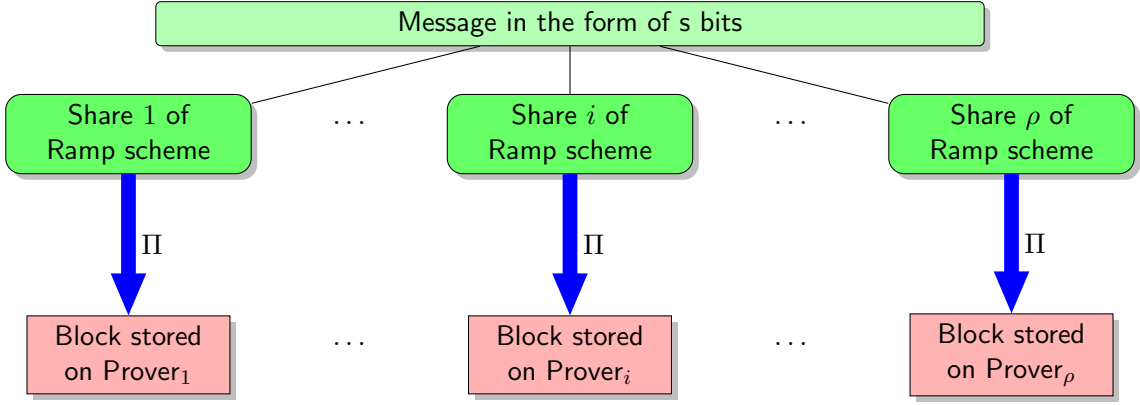 Message in the form of s bits
Share 1 of
Ramp scheme
...
Share i of
Ramp scheme
...
Share ρ of
Ramp scheme
Π
Π
Π
Block stored
on Prover₁
...
Block stored
on Proverᵢ
...
Block stored
on Proverᵨ